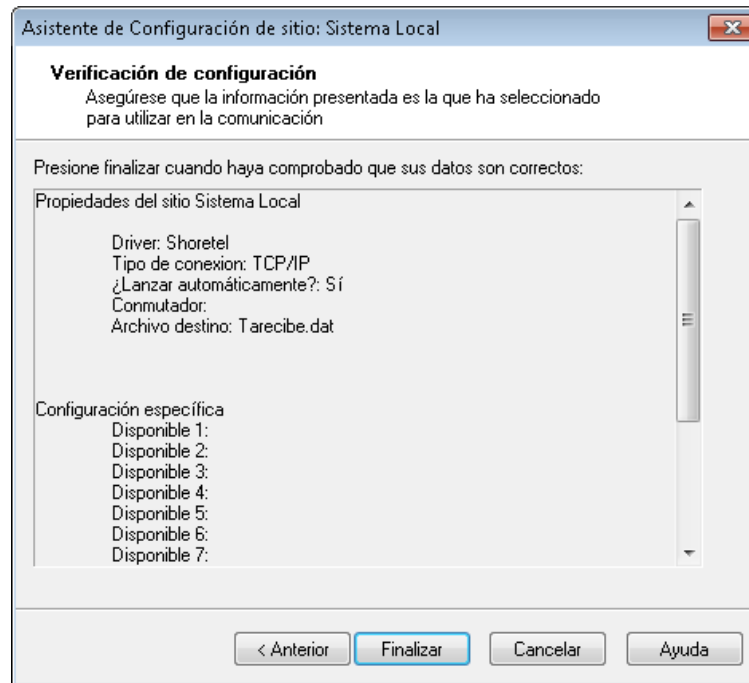 Asistente de Configuración de sitio: Sistema Local
Verificación de configuración
Asegúrese que la información presentada es la que ha seleccionado
para utilizar en la comunicación
Presione finalizar cuando haya comprobado que sus datos son correctos:
Propiedades del sitio Sistema Local
Driver: Shoretel
Tipo de conexion: TCP/IP
¿Lanzar automáticamente?: Sí
Conmutador:
Archivo destino: Tarecibe.dat
Configuración específica
Disponible 1:
Disponible 2:
Disponible 3:
Disponible 4:
Disponible 5:
Disponible 6:
Disponible 7:
< Anterior Finalizar Cancelar Ayuda